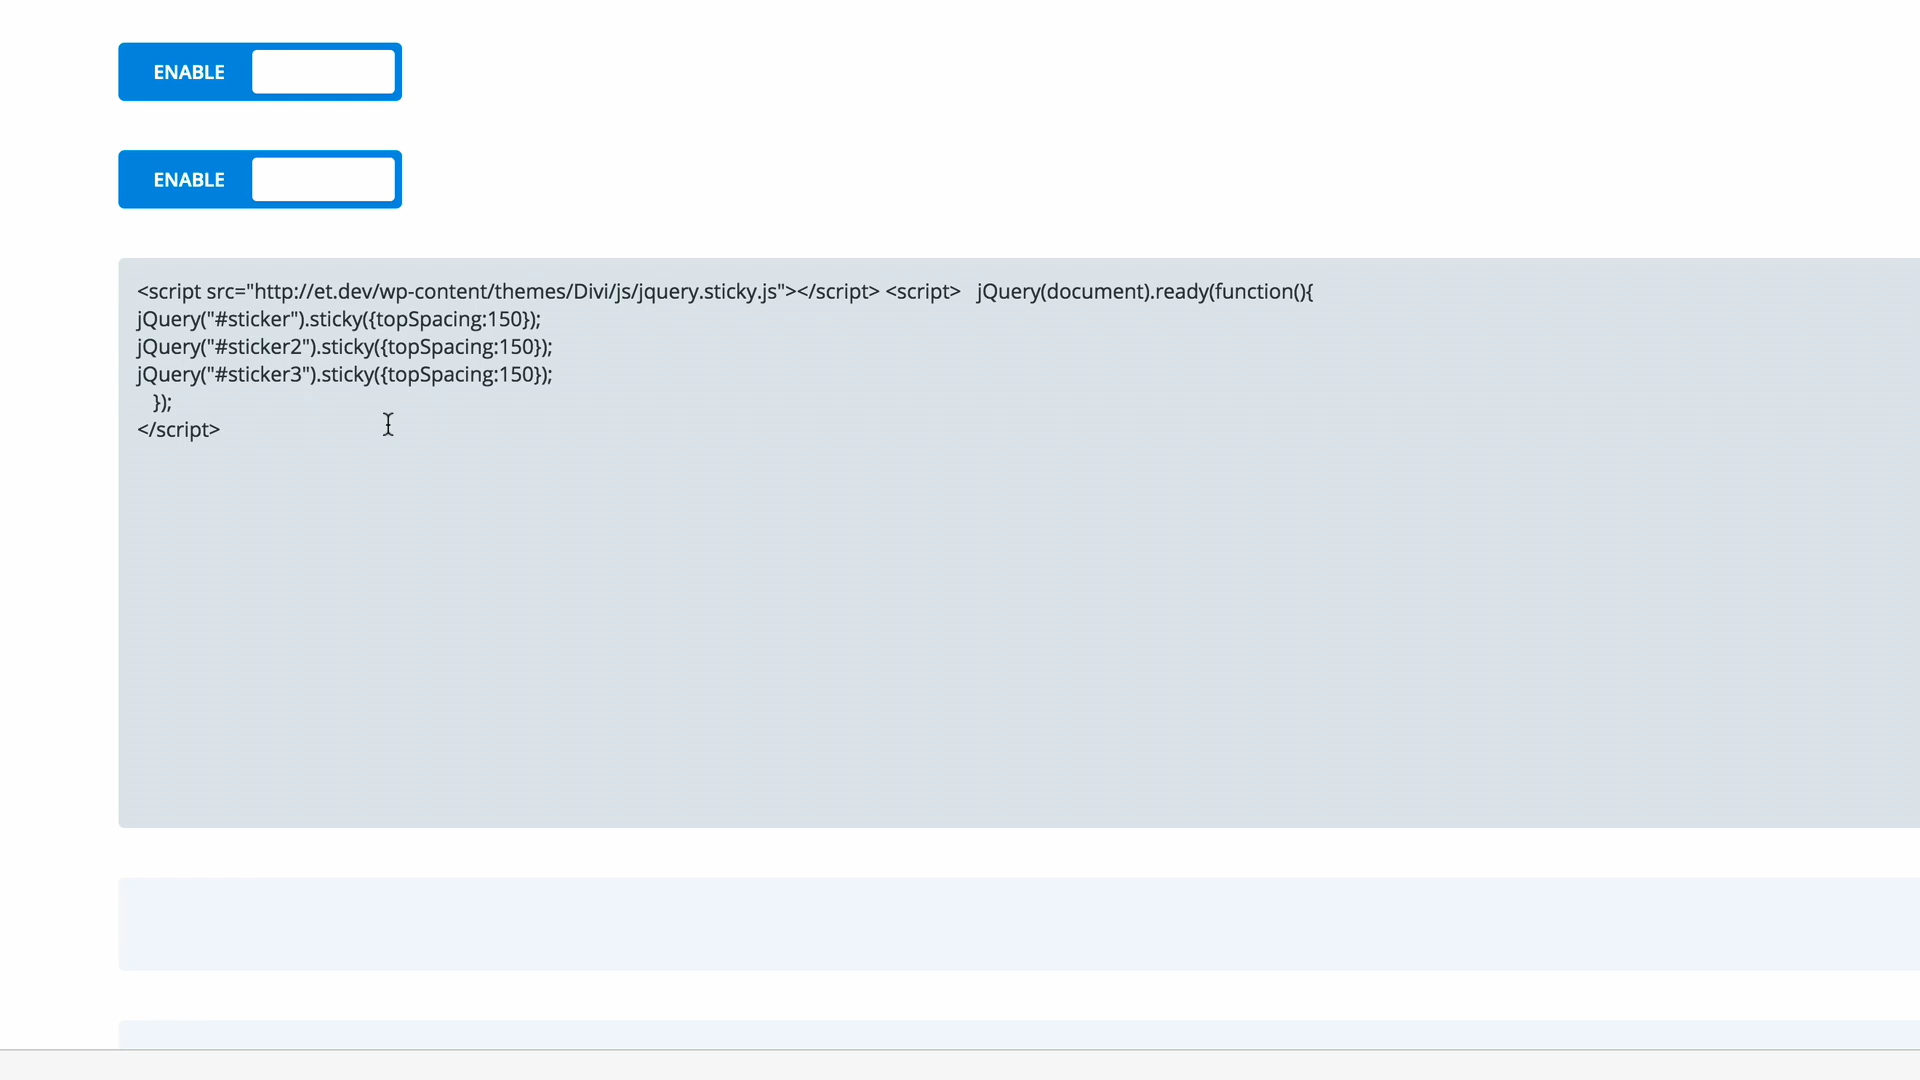 ENABLE
ENABLE
<script src="http://et.dev/wp-content/themes/Divi/js/jquery.sticky.js"></script> <script>   jQuery(document).ready(function(){
jQuery("#sticker").sticky({topSpacing:150});
jQuery("#sticker2").sticky({topSpacing:150});
jQuery("#sticker3").sticky({topSpacing:150});
   });
</script>